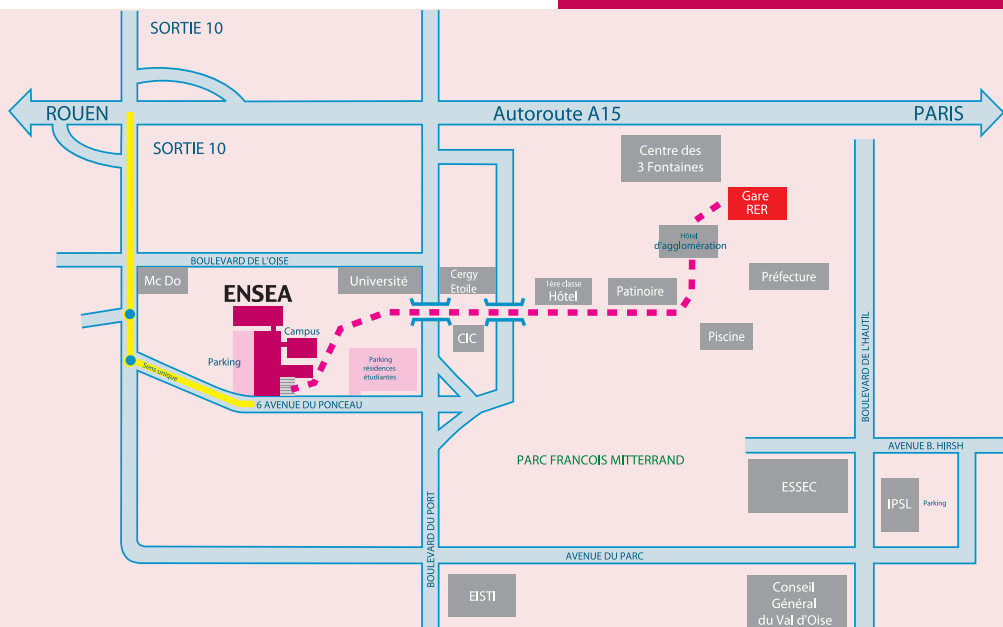 SORTIE 10
ROUEN
Autoroute A15
PARIS
SORTIE 10
Centre des
3 Fontaines
Gare
RER
Hôtel
d'agglomération
BOULEVARD DE L'OISE
Mc Do
Université
Cergy
Etoile
1ère classe
Hôtel
Patinoire
Préfecture
ENSEA
Campus
CIC
Piscine
Parking
Parking
résidences
étudiantes
Sens unique
6 AVENUE DU PONCEAU
BOULEVARD DE L'HAUTIL
AVENUE B. HIRSH
PARC FRANCOIS MITTERRAND
ESSEC
IPSL
Parking
BOULEVARD DU PORT
AVENUE DU PARC
EISTI
Conseil
Général
du Val d'Oise